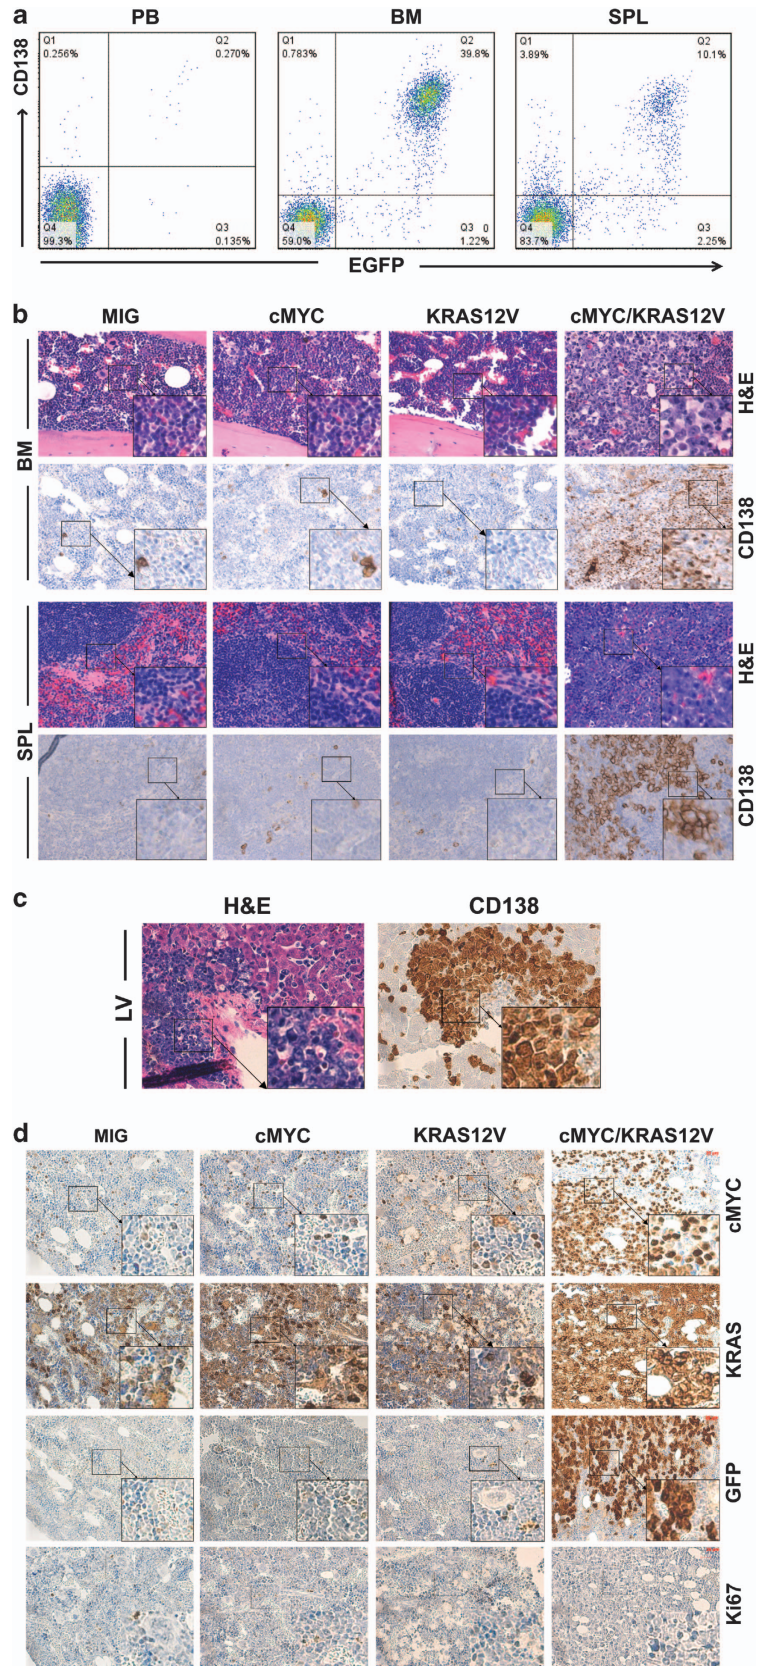 a
PB
BM
SPL
CD138
Q1
0.256%
Q2
0.270%
Q4
99.3%
Q3
0.135%
Q1
0.783%
Q2
39.8%
Q4
59.0%
Q3 0
1.22%
Q1
3.89%
Q2
10.1%
Q4
83.7%
Q3
2.25%
EGFP
b
MIG
cMYC
KRAS12V
cMYC/KRAS12V
BM
H&E
CD138
SPL
H&E
CD138
c
H&E
CD138
LV
d
MIG
cMYC
KRAS12V
cMYC/KRAS12V
cMYC
KRAS
GFP
Ki67